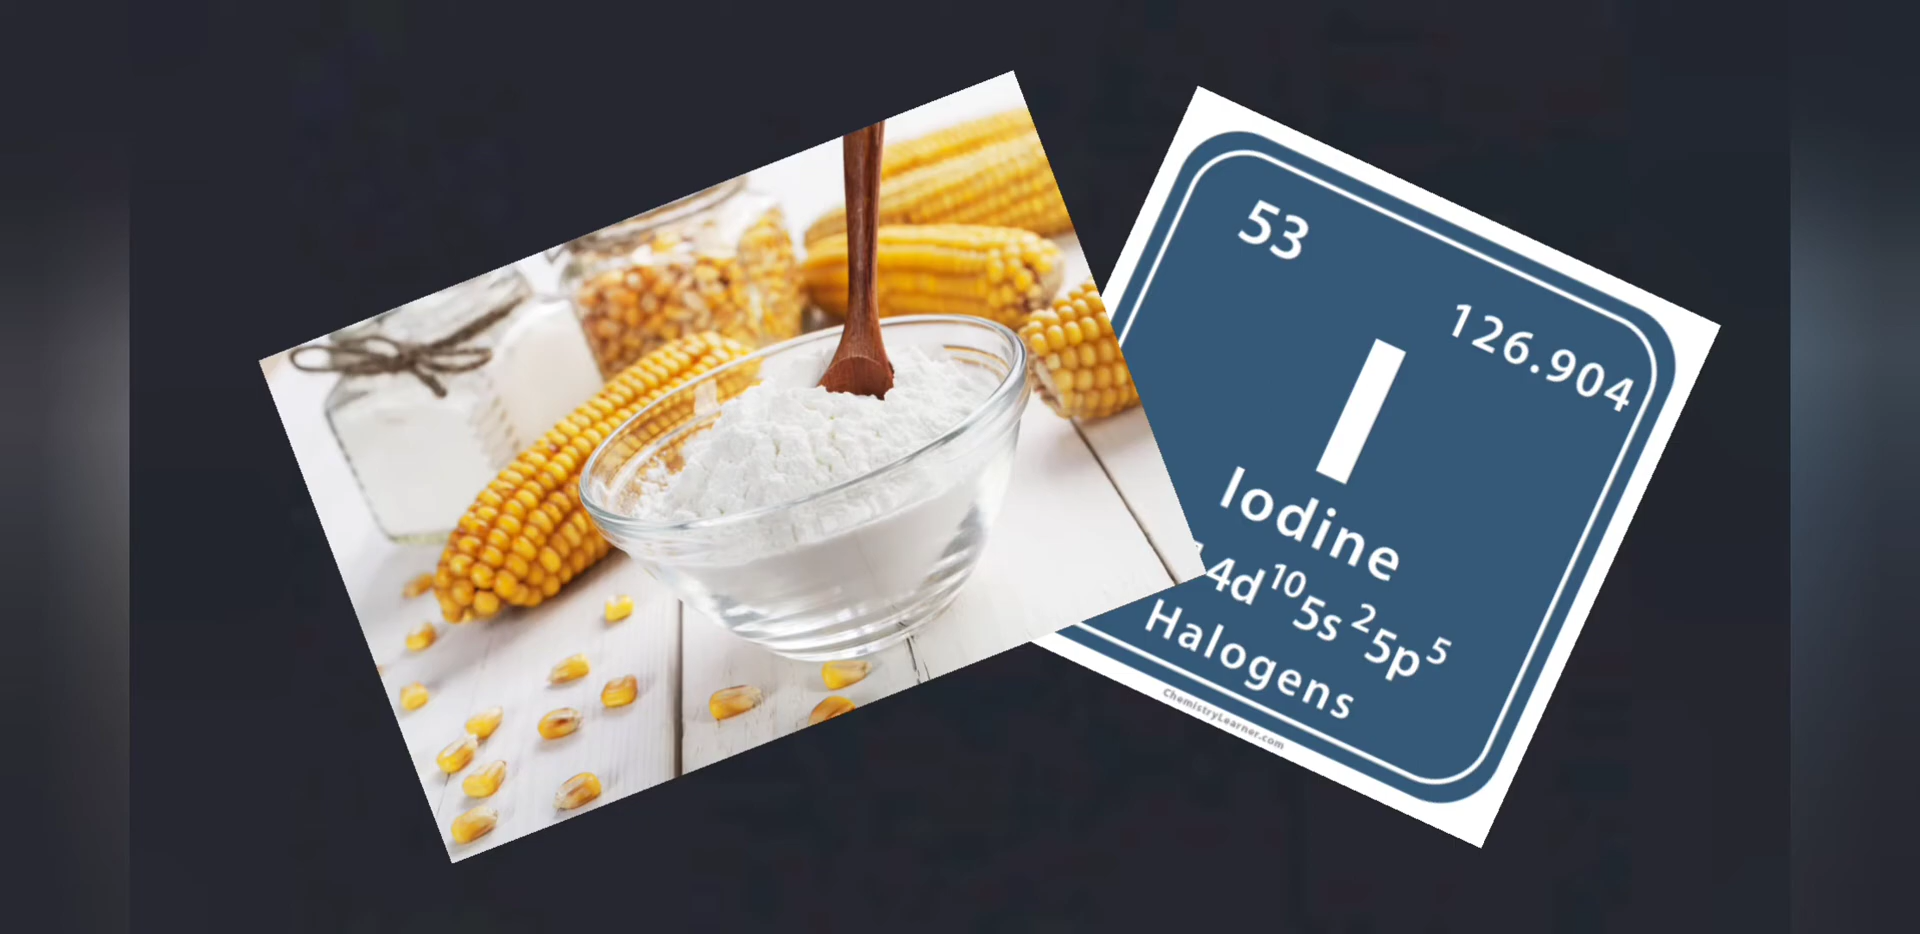 53
126.904
I
Iodine
4d¹⁰5s²5p⁵
Halogens
ChemistryLearner.com